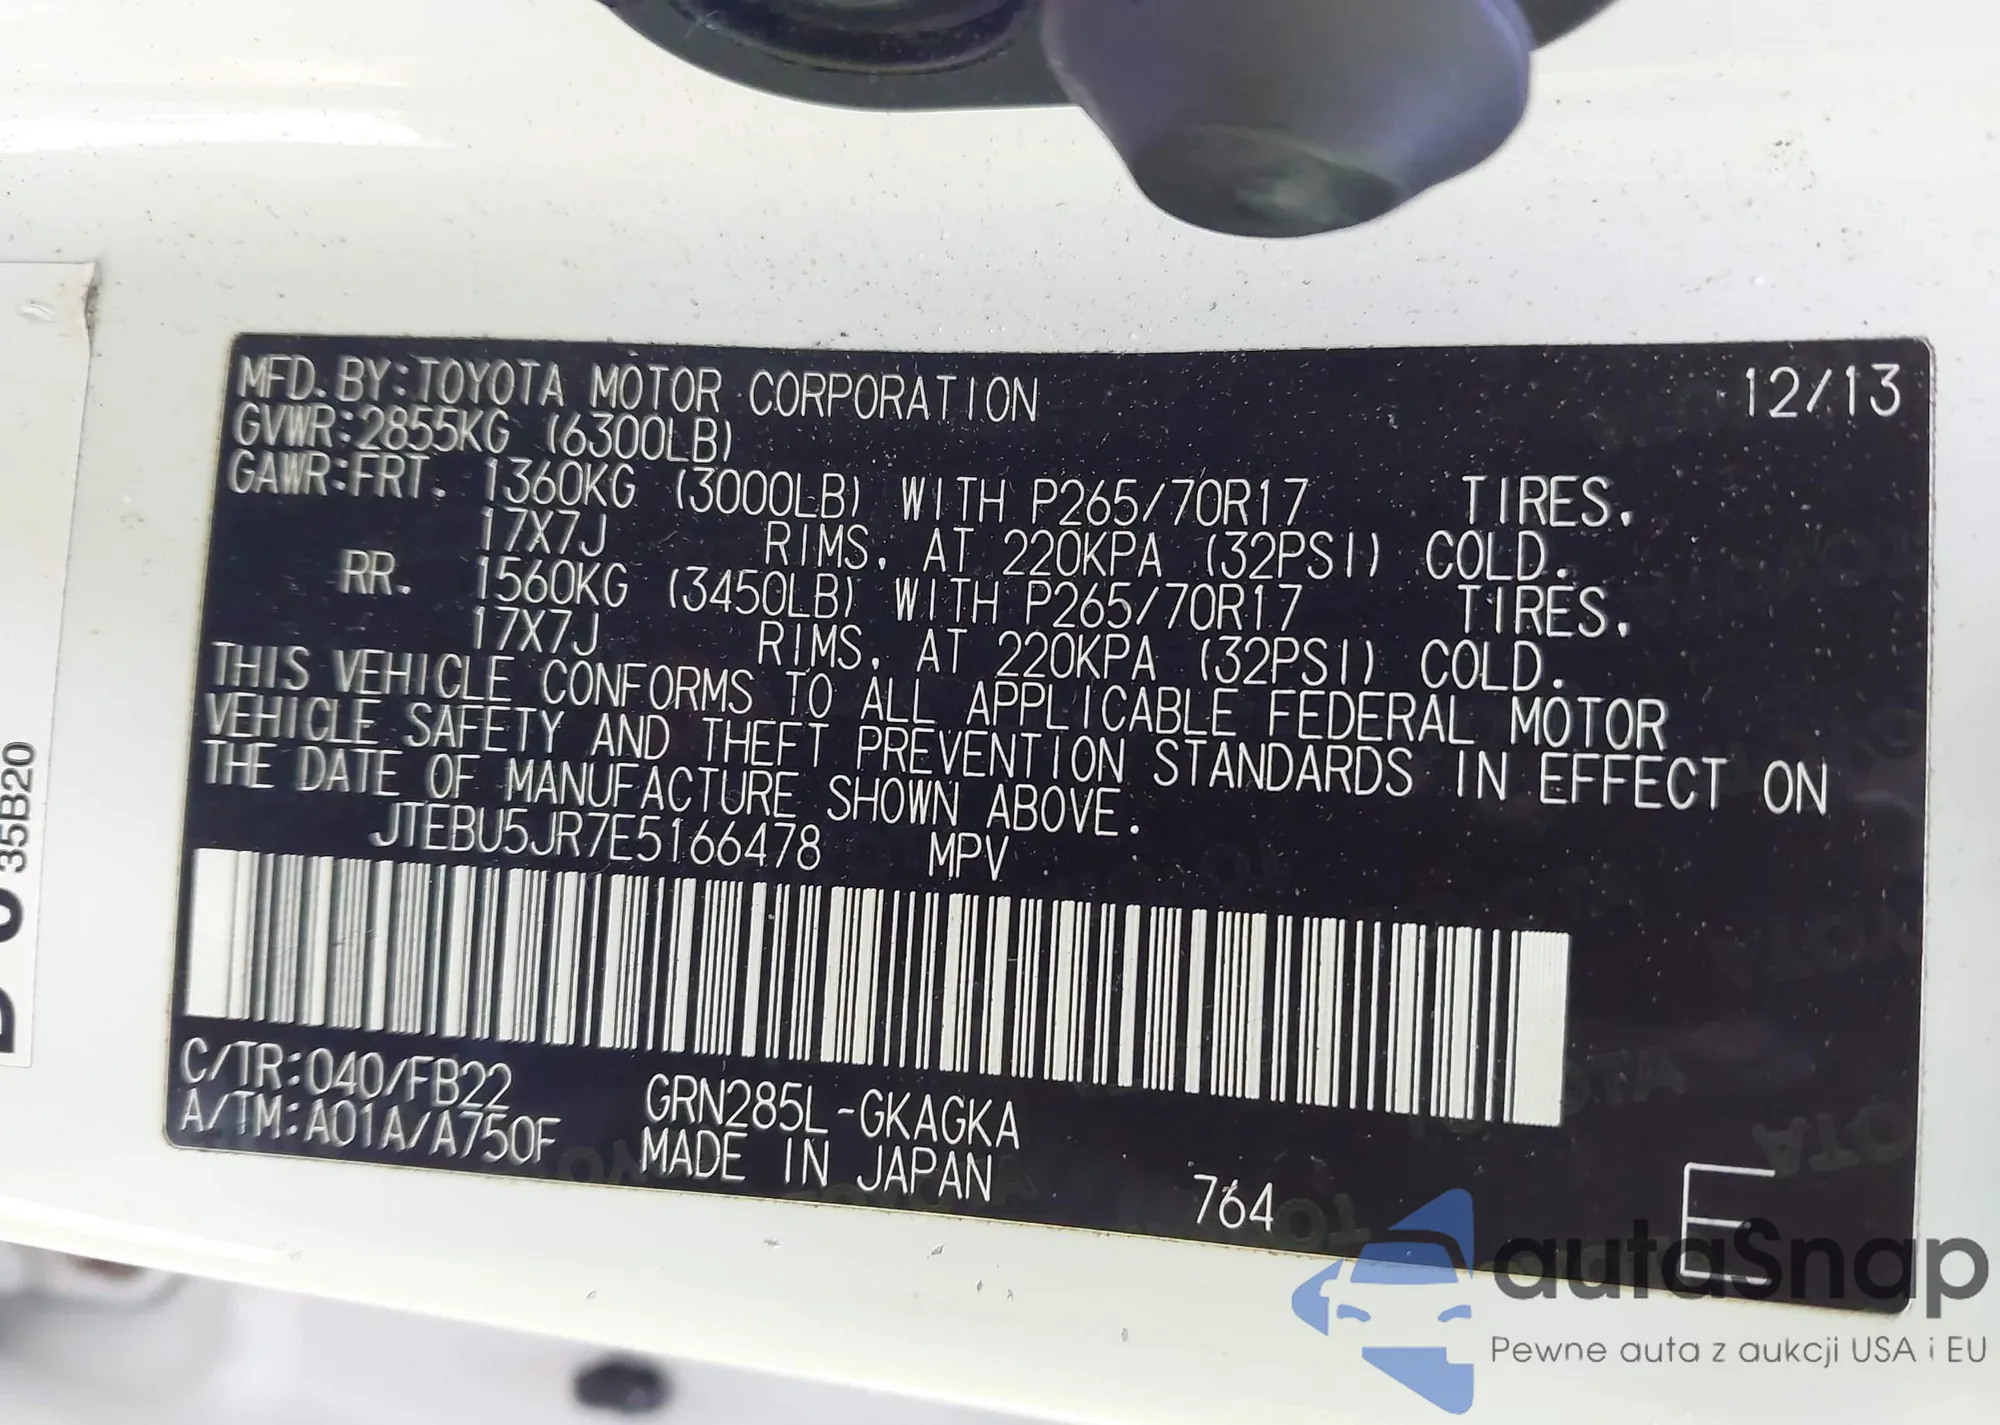 MFD. BY: TOYOTA MOTOR CORPORATION 12/13
GVWR: 2855KG (6300LB)
GAWR: FRT. 1360KG (3000LB) WITH P265/70R17 TIRES.
17X7J RIMS, AT 220KPA (32PSI) COLD.
RR. 1560KG (3450LB) WITH P265/70R17 TIRES.
17X7J RIMS, AT 220KPA (32PSI) COLD.
THIS VEHICLE CONFORMS TO ALL APPLICABLE FEDERAL MOTOR
VEHICLE SAFETY AND THEFT PREVENTION STANDARDS IN EFFECT ON
THE DATE OF MANUFACTURE SHOWN ABOVE.
JTEBU5JR7E5166478 MPV
C/TR: 040/FB22 GRN285L-GKAGKA
A/TM: A01A/A750F MADE IN JAPAN
764 E
35B20
autoSnap
Pewne auta z aukcji USA i EU